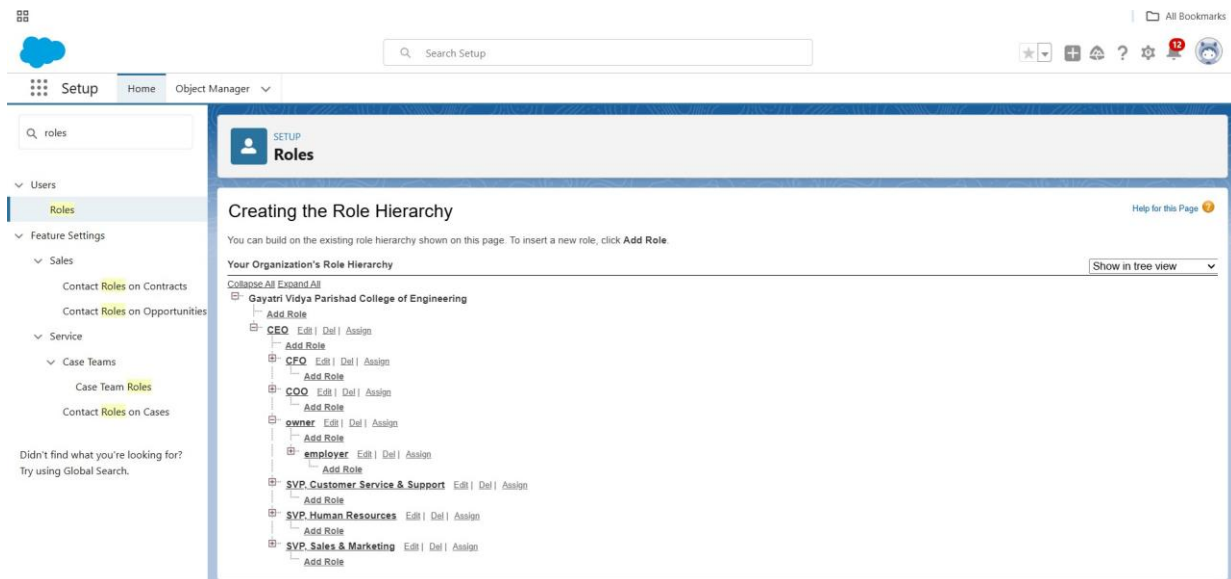 All Bookmarks
Search Setup
12
Setup Home Object Manager
roles
Users
Roles
Feature Settings
Sales
Contact Roles on Contracts
Contact Roles on Opportunities
Service
Case Teams
Case Team Roles
Contact Roles on Cases
Didn't find what you're looking for?
Try using Global Search.
SETUP
Roles
Creating the Role Hierarchy
Help for this Page ?
You can build on the existing role hierarchy shown on this page. To insert a new role, click Add Role.
Your Organization's Role Hierarchy
Show in tree view
Collapse All Expand All
Gayatri Vidya Parishad College of Engineering
Add Role
CEO Edit | Del | Assign
Add Role
CFO Edit | Del | Assign
Add Role
COO Edit | Del | Assign
Add Role
owner Edit | Del | Assign
Add Role
employer Edit | Del | Assign
Add Role
SVP, Customer Service & Support Edit | Del | Assign
Add Role
SVP, Human Resources Edit | Del | Assign
Add Role
SVP, Sales & Marketing Edit | Del | Assign
Add Role